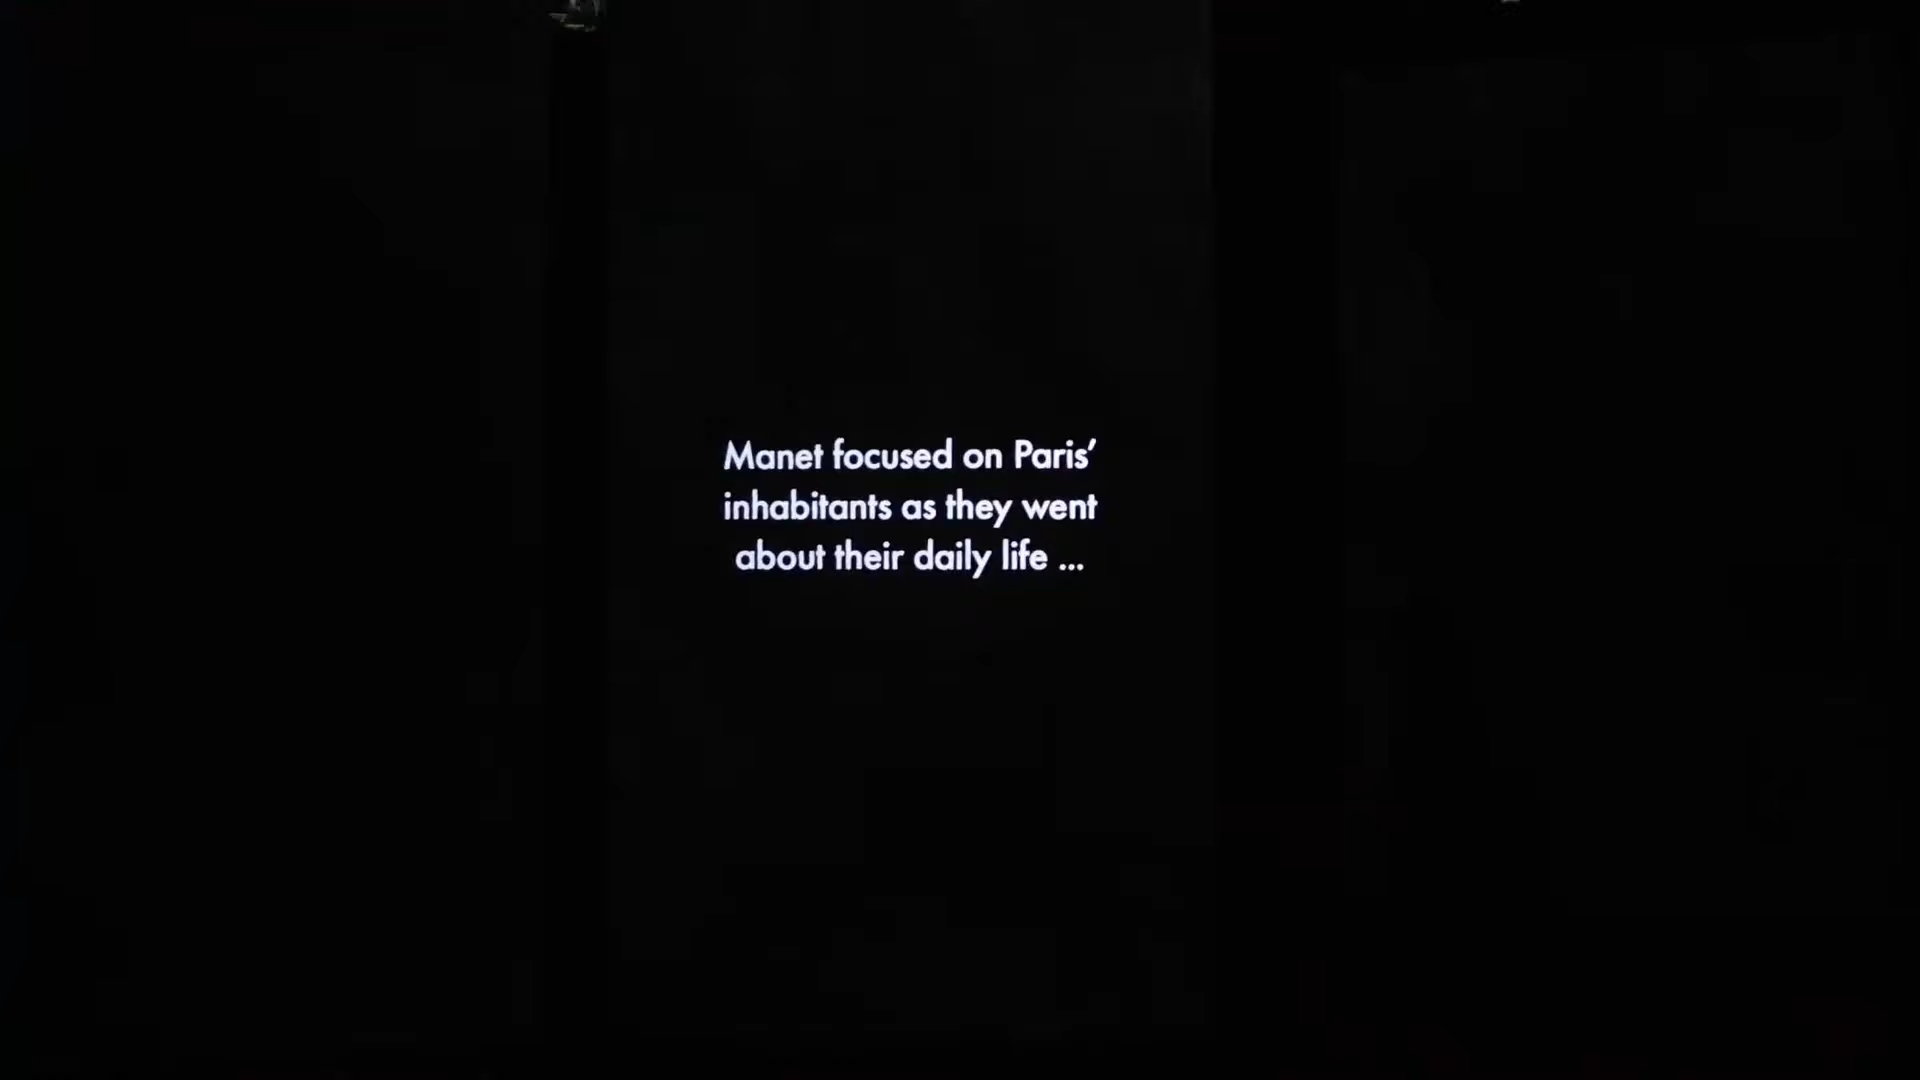 Manet focused on Paris’
inhabitants as they went
about their daily life ...